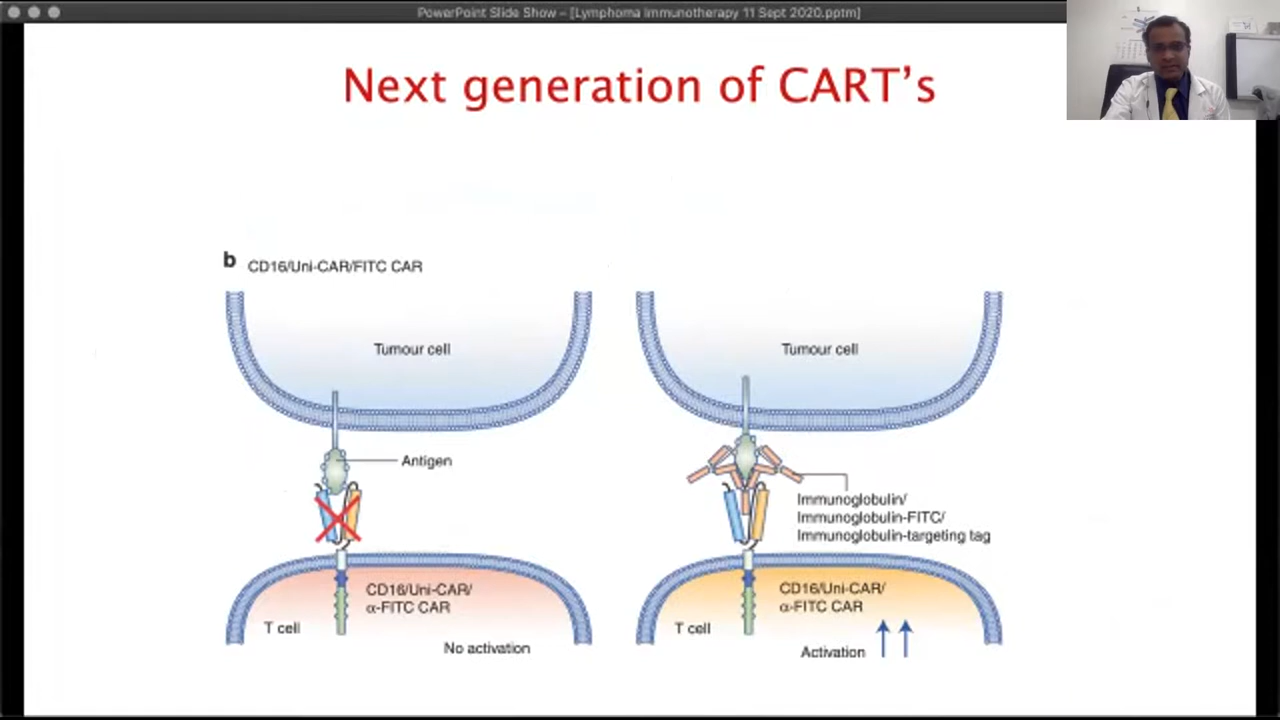 PowerPoint Slide Show – [Lymphoma Immunotherapy 11 Sept 2020.pptm]
Next generation of CART's
b CD16/Uni-CAR/FITC CAR
Tumour cell
Antigen
CD16/Uni-CAR/
α-FITC CAR
T cell
No activation
Tumour cell
Immunoglobulin/
Immunoglobulin-FITC/
Immunoglobulin-targeting tag
CD16/Uni-CAR/
α-FITC CAR
T cell
Activation